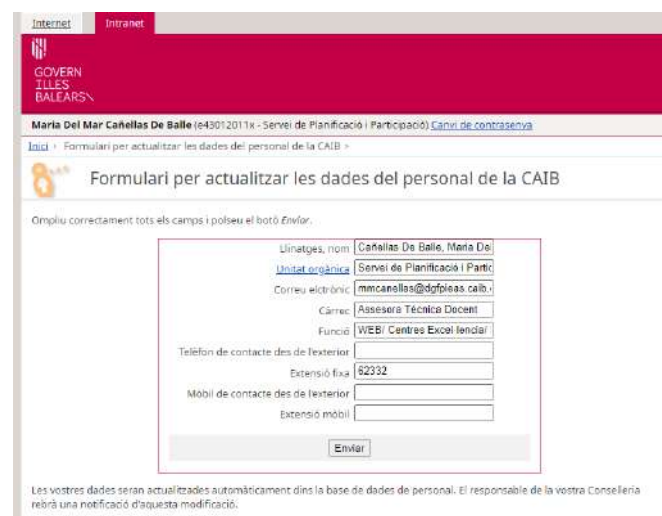 Internet Intranet
GOVERN
ILLES
BALEARS
Maria Del Mar Cañellas De Balle (e43012011x - Servei de Planificació i Participació) Canvi de contrasenya
Inici › Formulari per actualitzar les dades del personal de la CAIB ›
Formulari per actualitzar les dades del personal de la CAIB
Ompliu correctament tots els camps i polseu el botó Enviar.
Llinatges, nom Cañellas De Balle, Maria Del
Unitat orgànica Servei de Planificació i Partic
Correu elctrònic mmcanellas@dgfpieas.caib.
Càrrec Assesora Tècnica Docent
Funció WEB/ Centres Excel·lencia/
Telèfon de contacte des de l'exterior
Extensió fixa 62332
Mòbil de contacte des de l'exterior
Extensió mòbil
Enviar
Les vostres dades seran actualitzades automàticament dins la base de dades de personal. El responsable de la vostra Conselleria
rebrà una notificació d'aquesta modificació.